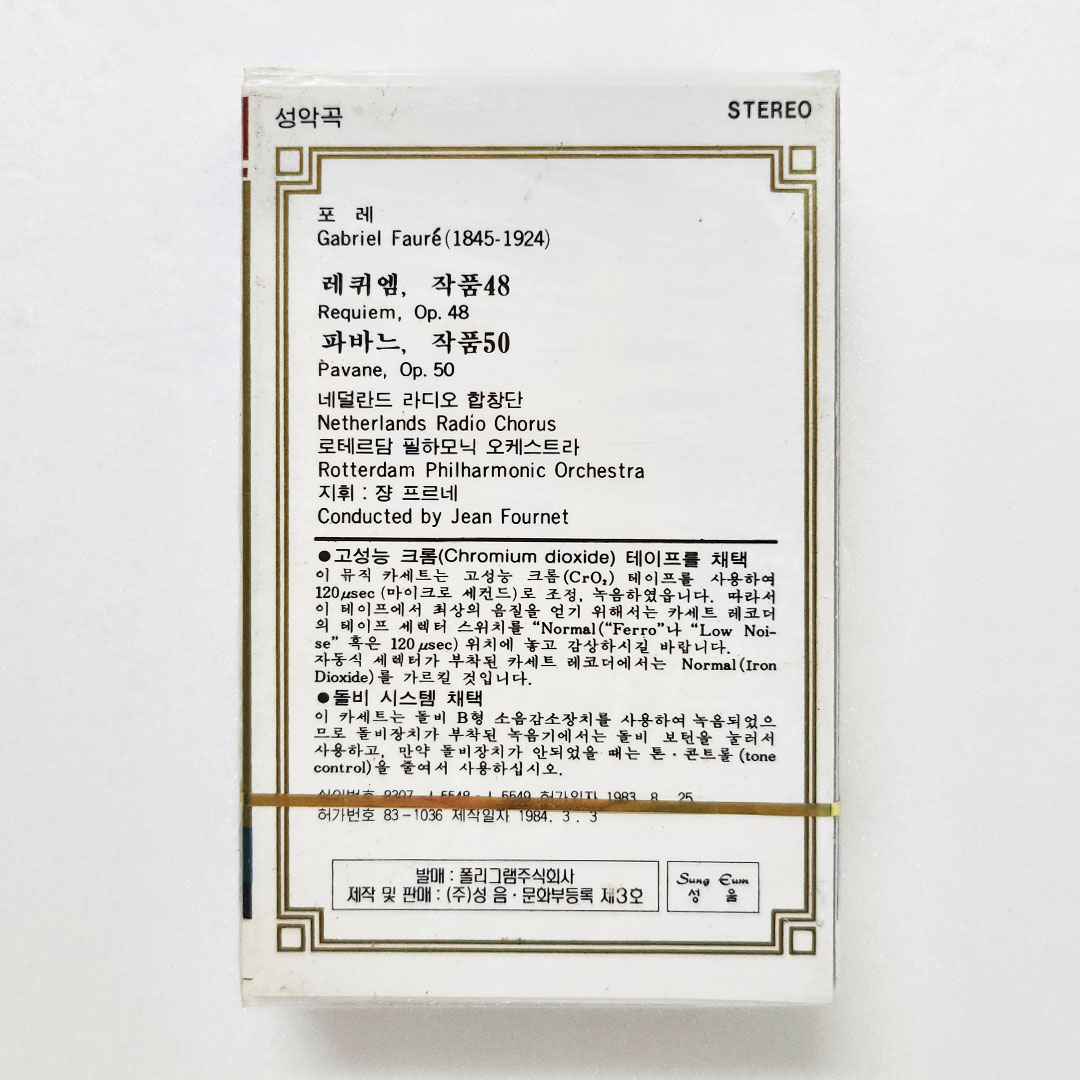 성악곡
STEREO
포 레
Gabriel Fauré(1845-1924)
레퀴엠, 작품48
Requiem, Op. 48
파바느, 작품50
Pavane, Op. 50
네덜란드 라디오 합창단
Netherlands Radio Chorus
로테르담 필하모닉 오케스트라
Rotterdam Philharmonic Orchestra
지휘 : 쟝 프르네
Conducted by Jean Fournet
●고성능 크롬(Chromium dioxide) 테이프를 채택
이 뮤직 카세트는 고성능 크롬(CrO₂) 테이프를 사용하여
120μsec (마이크로 세컨드)로 조정, 녹음하였읍니다. 따라서
이 테이프에서 최상의 음질을 얻기 위해서는 카세트 레코더
의 테이프 세렉터 스위치를 “Normal(“Ferro”나 “Low Noi-
se” 혹은 120μsec) 위치에 놓고 감상하시길 바랍니다.
자동식 세렉터가 부착된 카세트 레코더에서는 Normal(Iron
Dioxide)를 가르킬 것입니다.
●돌비 시스템 채택
이 카세트는 돌비 B형 소음감소장치를 사용하여 녹음되었으
므로 돌비장치가 부착된 녹음기에서는 돌비 보턴을 눌러서
사용하고, 만약 돌비장치가 안되었을 때는 톤·콘트롤 (tone
control)을 줄여서 사용하십시오.
8307 허가일자 1983. 8. 25
허가번호 83-1036 제작일자 1984. 3. 3
발매 : 폴리그램주식회사
제작 및 판매 : (주)성 음·문화부등록 제3호
Sung Eum
성 음